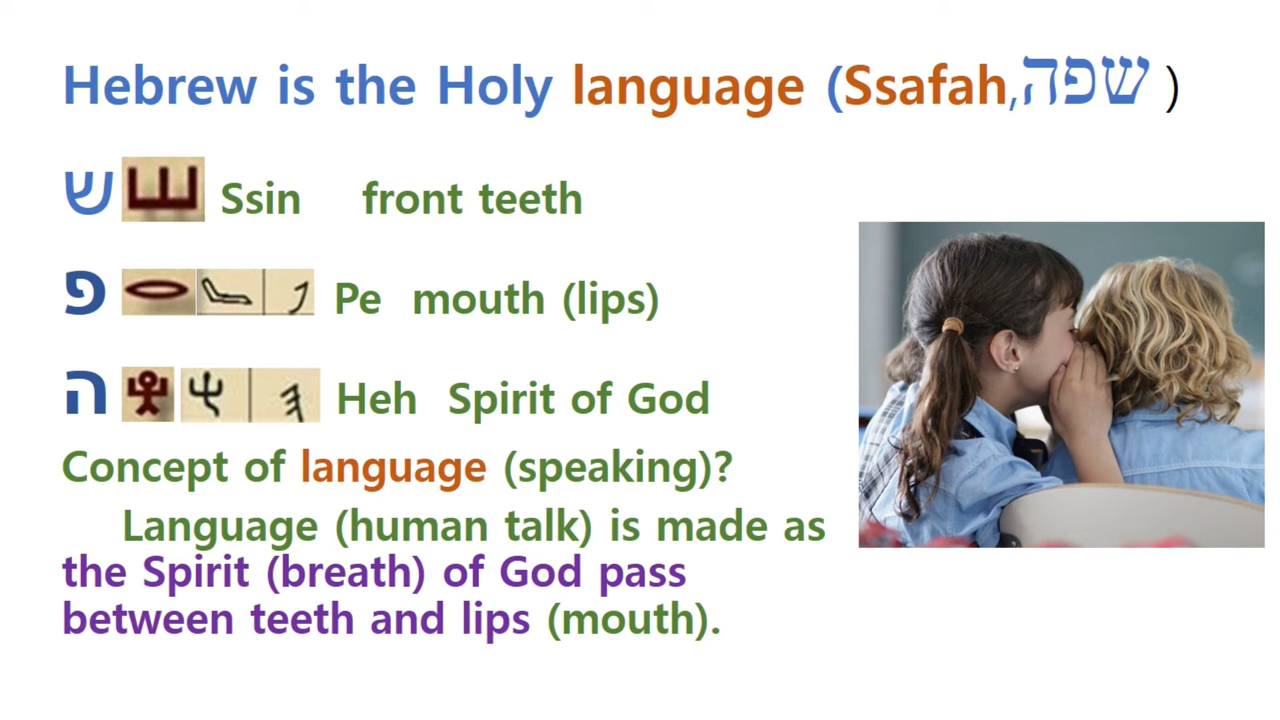 Hebrew is the Holy language (Ssafah,שפה )
ש Ssin front teeth
פ Pe mouth (lips)
ה Heh Spirit of God
Concept of language (speaking)?
Language (human talk) is made as
the Spirit (breath) of God pass
between teeth and lips (mouth).